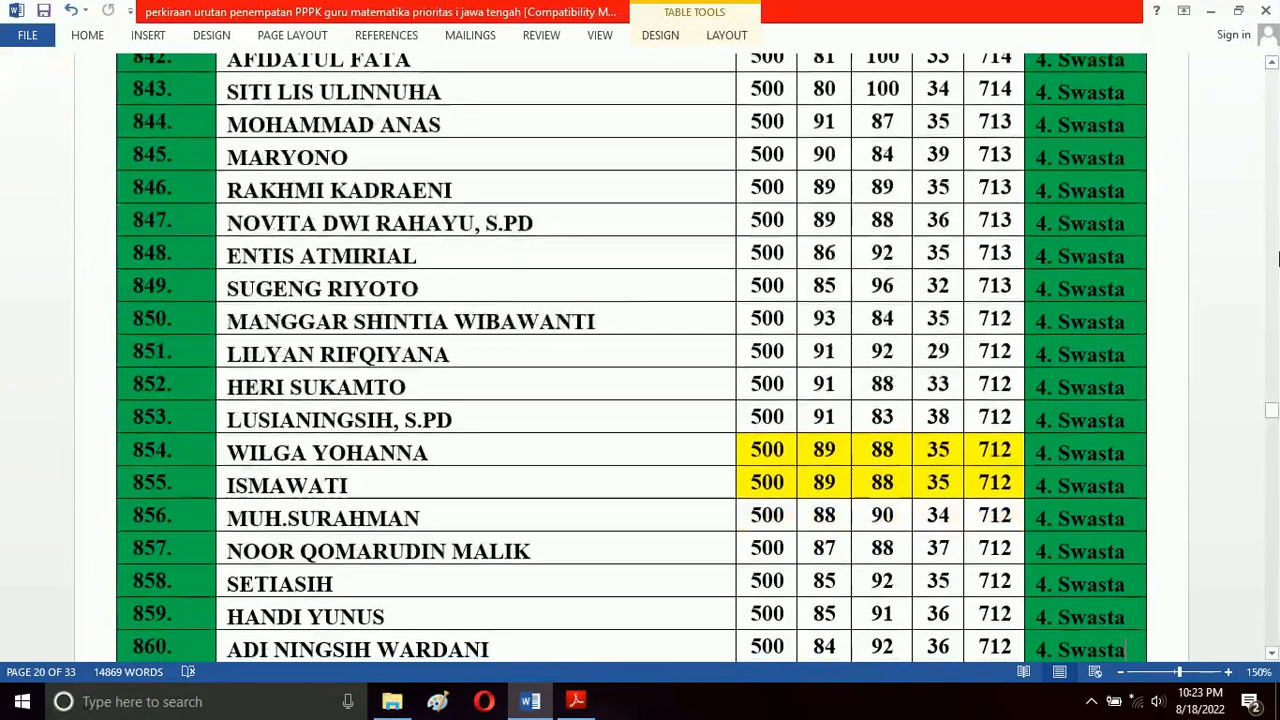 perkiraan urutan penempatan PPPK guru matematika prioritas i jawa tengah [Compatibility M...
TABLE TOOLS
FILE HOME INSERT DESIGN PAGE LAYOUT REFERENCES MAILINGS REVIEW VIEW DESIGN LAYOUT Sign in
842. AFIDATUL FATA 500 81 100 33 714 4. Swasta
843. SITI LIS ULINNUHA 500 80 100 34 714 4. Swasta
844. MOHAMMAD ANAS 500 91 87 35 713 4. Swasta
845. MARYONO 500 90 84 39 713 4. Swasta
846. RAKHMI KADRAENI 500 89 89 35 713 4. Swasta
847. NOVITA DWI RAHAYU, S.PD 500 89 88 36 713 4. Swasta
848. ENTIS ATMIRIAL 500 86 92 35 713 4. Swasta
849. SUGENG RIYOTO 500 85 96 32 713 4. Swasta
850. MANGGAR SHINTIA WIBAWANTI 500 93 84 35 712 4. Swasta
851. LILYAN RIFQIYANA 500 91 92 29 712 4. Swasta
852. HERI SUKAMTO 500 91 88 33 712 4. Swasta
853. LUSIANINGSIH, S.PD 500 91 83 38 712 4. Swasta
854. WILGA YOHANNA 500 89 88 35 712 4. Swasta
855. ISMAWATI 500 89 88 35 712 4. Swasta
856. MUH.SURAHMAN 500 88 90 34 712 4. Swasta
857. NOOR QOMARUDIN MALIK 500 87 88 37 712 4. Swasta
858. SETIASIH 500 85 92 35 712 4. Swasta
859. HANDI YUNUS 500 85 91 36 712 4. Swasta
860. ADI NINGSIH WARDANI 500 84 92 36 712 4. Swasta
PAGE 20 OF 33 14869 WORDS 150%
Type here to search
10:23 PM
8/18/2022
2